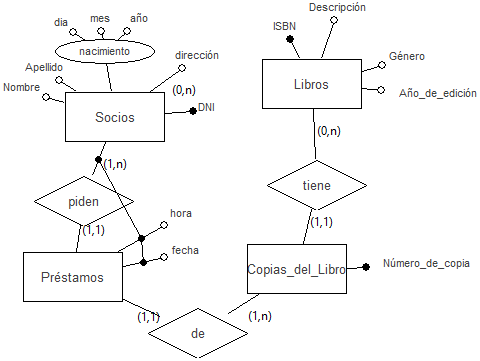 Descripción
día mes año
ISBN
nacimiento
dirección
Apellido
Género
Nombre
(0,n)
Libros
Año_de_edición
Socios
DNI
(0,n)
(1,n)
tiene
piden
hora
(1,1)
(1,1)
fecha
Préstamos
Copias_del_Libro
Número_de_copia
(1,1)
(1,n)
de